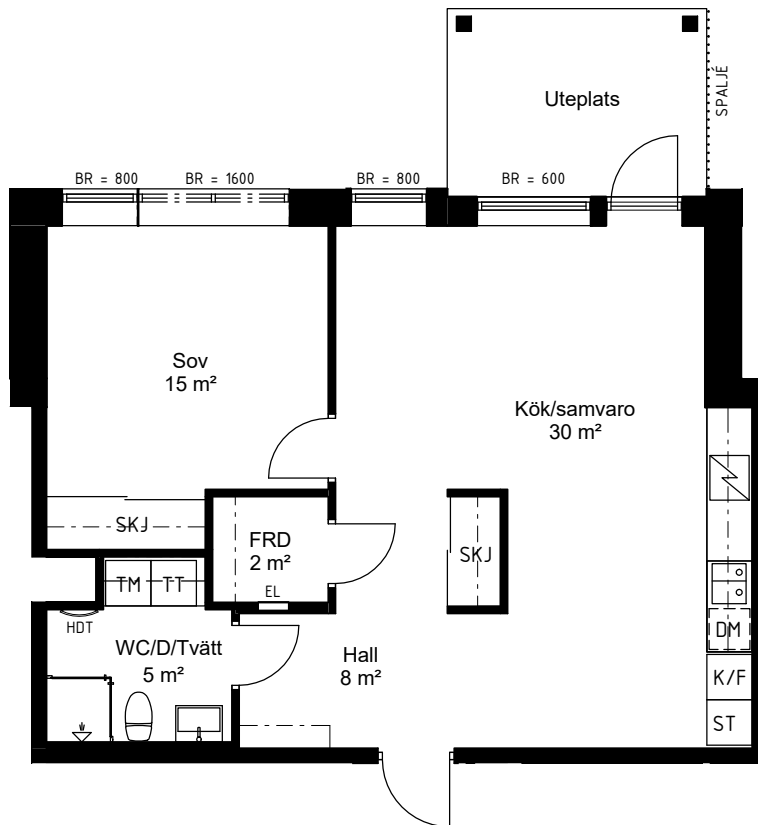 Uteplats
SPALJÉ
BR = 800
BR = 1600
BR = 800
BR = 600
Sov
15 m²
Kök/samvaro
30 m²
SKJ
FRD
2 m²
SKJ
TM
TT
EL
HDT
DM
WC/D/Tvätt
5 m²
Hall
8 m²
K/F
ST